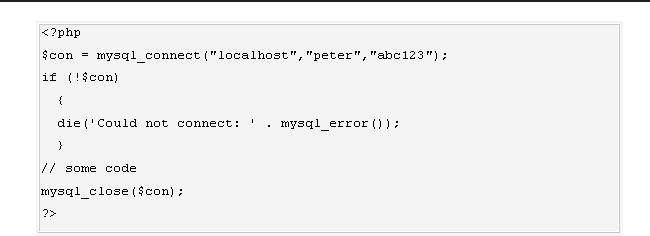 <?php
$con = mysql_connect("localhost","peter","abc123");
if (!$con)
{
die('Could not connect: ' . mysql_error());
}
// some code
mysql_close($con);
?>